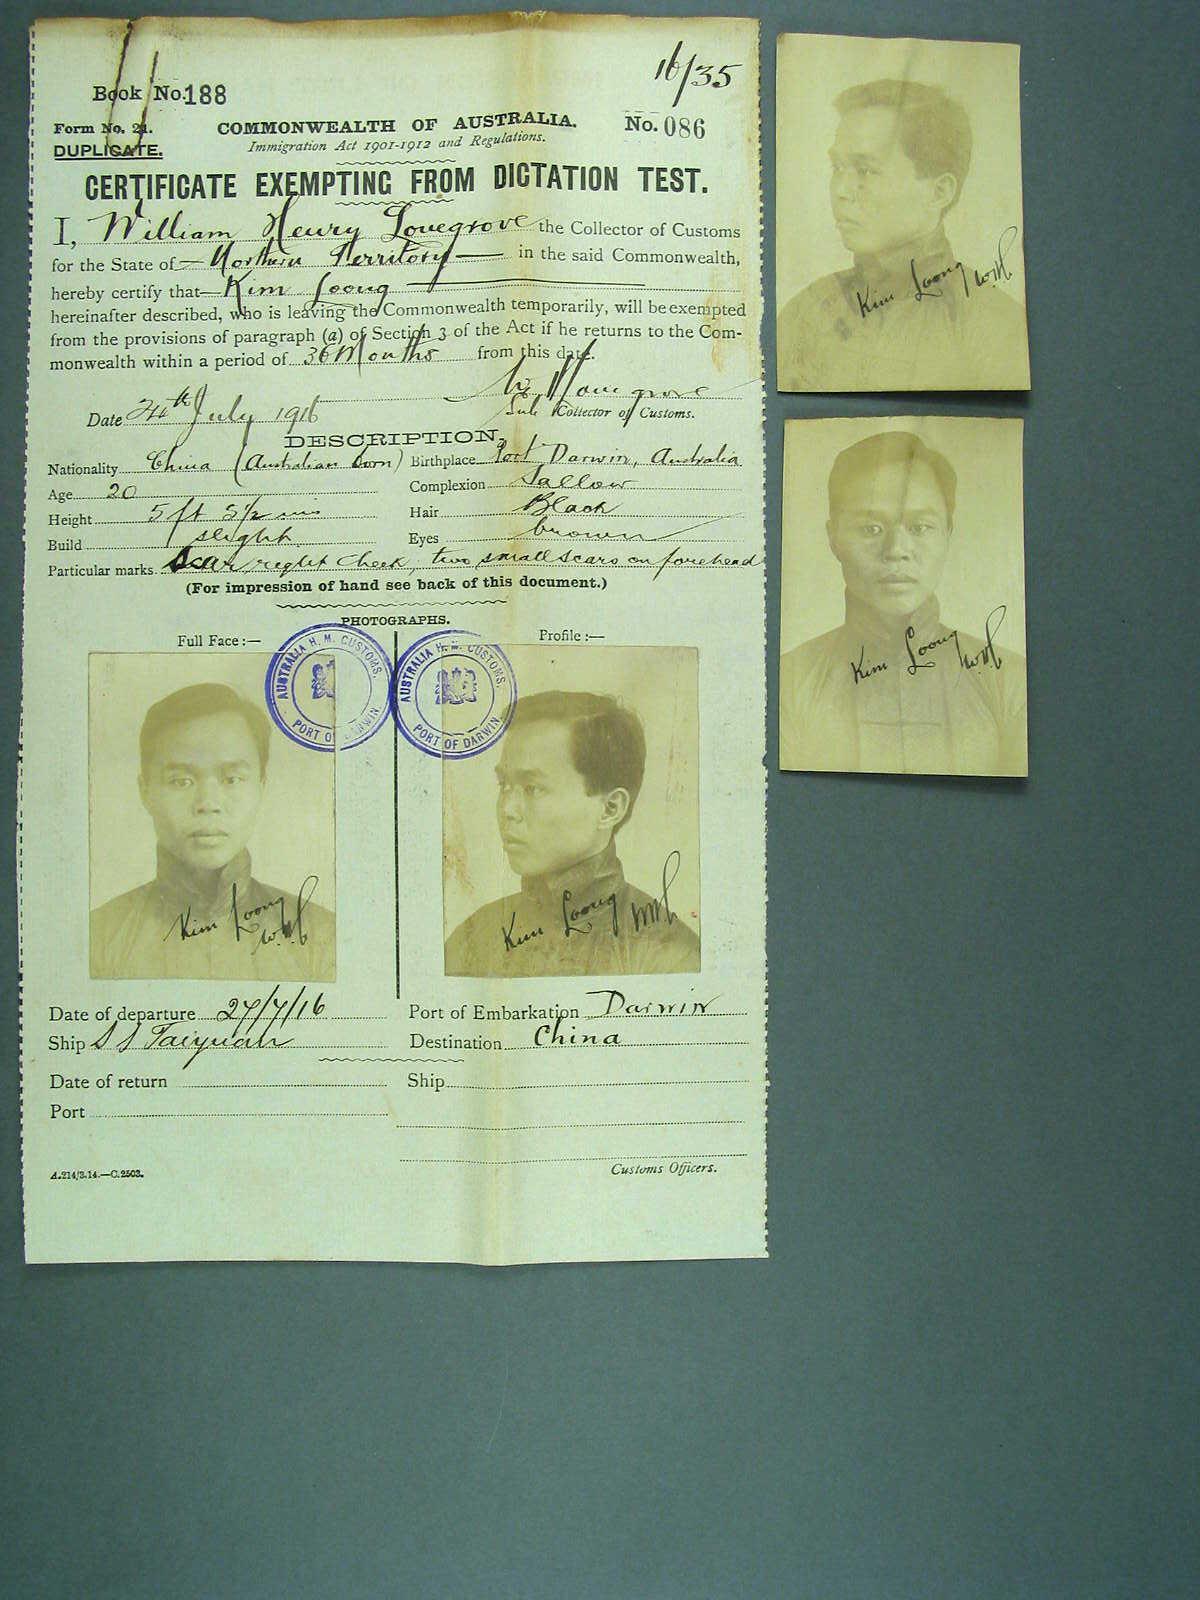 16/35
Book No. 188
Form No. 21.
DUPLICATE.
COMMONWEALTH OF AUSTRALIA.
No. 086
Immigration Act 1901-1912 and Regulations.
CERTIFICATE EXEMPTING FROM DICTATION TEST.
I, William Henry Lovegrove the Collector of Customs
for the State of Northern Territory in the said Commonwealth,
hereby certify that Kim Loong
hereinafter described, who is leaving the Commonwealth temporarily, will be exempted
from the provisions of paragraph (a) of Section 3 of the Act if he returns to the Com-
monwealth within a period of 36 Months from this date.
Date 24th July 1916
Sub Collector of Customs.
DESCRIPTION.
Nationality China (Australian born) Birthplace Port Darwin, Australia
Age 20 Complexion Sallow
Height 5 ft 5½ ins Hair Black
Build slight Eyes brown
Particular marks scar right cheek, two small scars on forehead
(For impression of hand see back of this document.)
PHOTOGRAPHS.
Full Face :—
Profile :—
AUSTRALIA H. M. CUSTOMS.
PORT OF DARWIN.
AUSTRALIA H. M. CUSTOMS.
PORT OF DARWIN.
Kim Loong
Kim Loong
Date of departure 27/7/16 Port of Embarkation Darwin
Ship S S Taiyuan Destination China
Date of return Ship
Port
A.214/3.14.—C.2503.
Customs Officers.
Kim Loong
Kim Loong